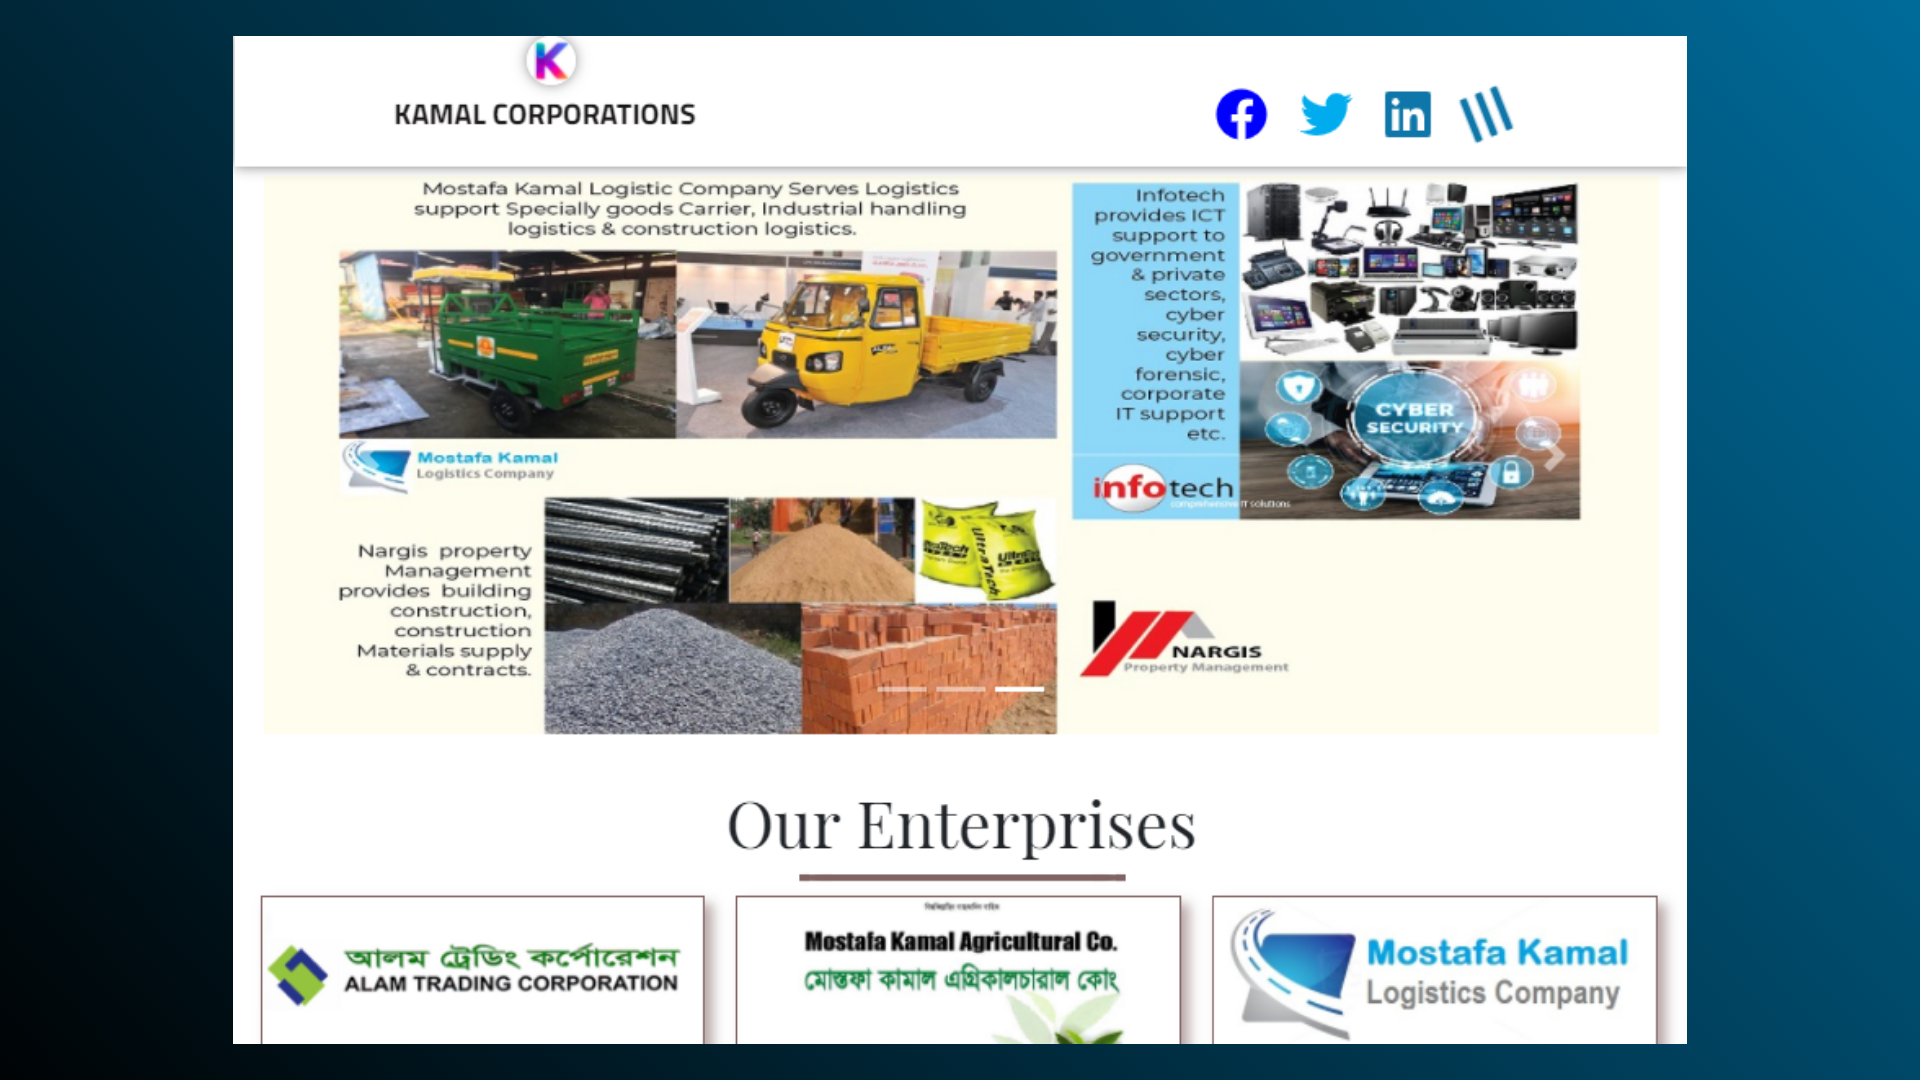 KAMAL CORPORATIONS
Mostafa Kamal Logistic Company Serves Logistics
support Specially goods Carrier, Industrial handling
logistics & construction logistics.
Infotech
provides ICT
support to
government
& private
sectors,
cyber
security,
cyber
forensic,
corporate
IT support
etc.
CYBER
SECURITY
Mostafa Kamal
Logistics Company
infotech
comprehensive IT solutions
Nargis property
Management
provides building
construction,
construction
Materials supply
& contracts.
UltraTech
UltraTech
NARGIS
Property Management
Our Enterprises
আলম ট্রেডিং কর্পোরেশন
ALAM TRADING CORPORATION
Mostafa Kamal Agricultural Co.
মোস্তফা কামাল এগ্রিকালচারাল কোং
Mostafa Kamal
Logistics Company